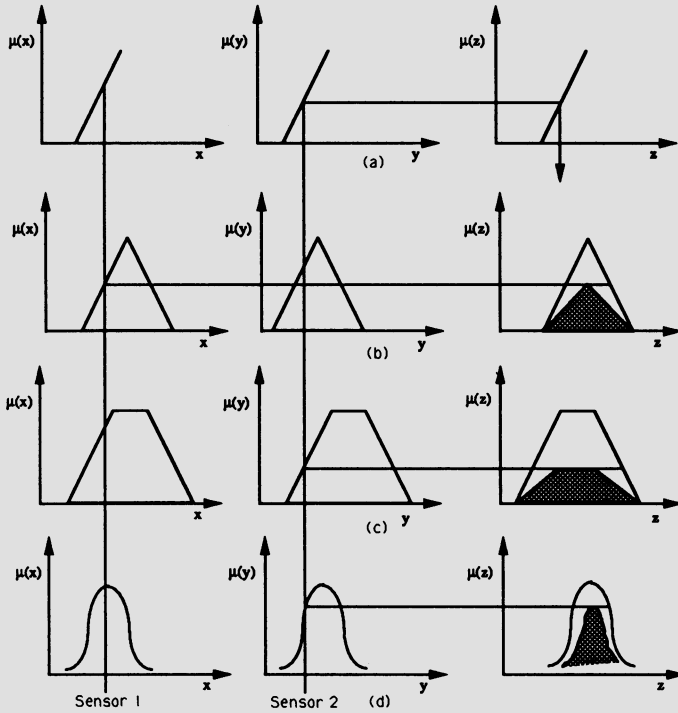 μ(x) μ(y) μ(z)
x y z
(a)
μ(x) μ(y) μ(z)
x y z
(b)
μ(x) μ(y) μ(z)
x y z
(c)
μ(x) μ(y) μ(z)
x y z
Sensor 1 Sensor 2 (d)